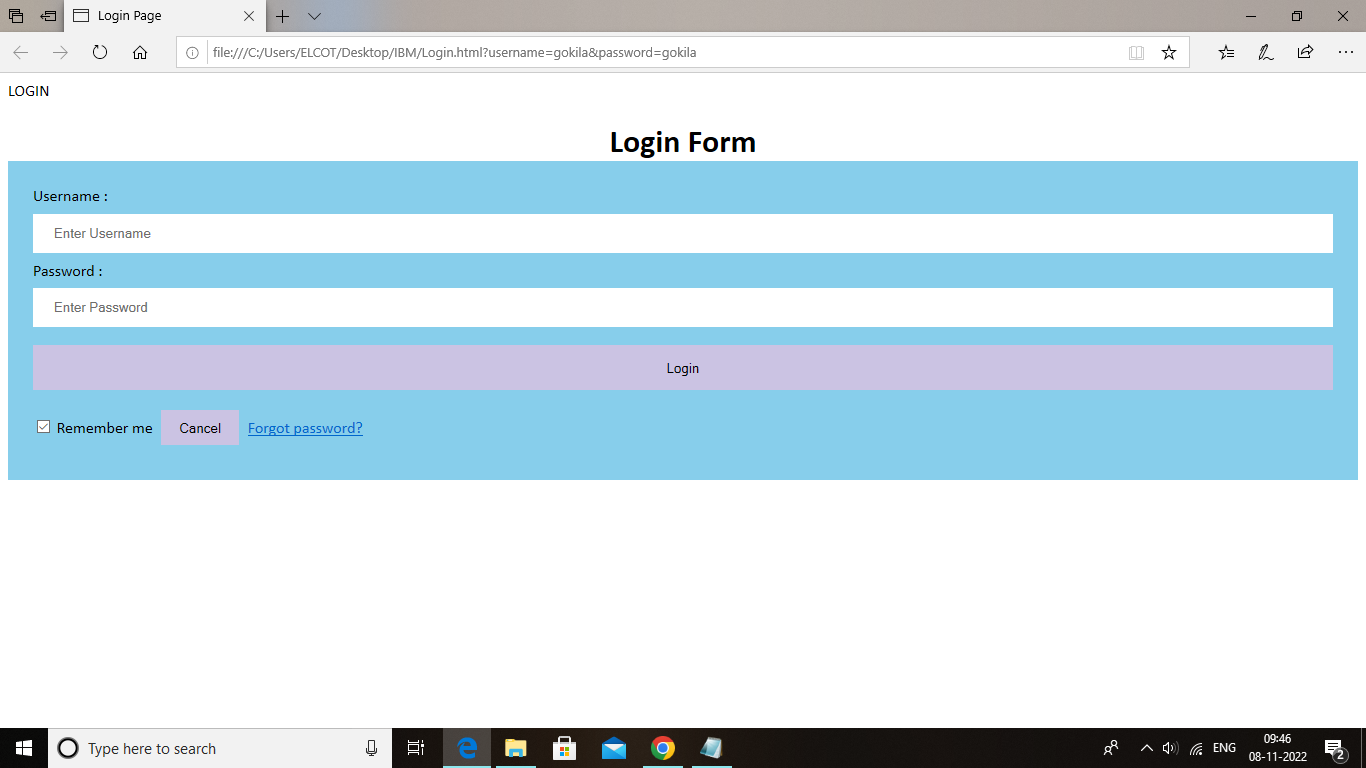 Login Page
file:///C:/Users/ELCOT/Desktop/IBM/Login.html?username=gokila&password=gokila
LOGIN
Login Form
Username :
Enter Username
Password :
Enter Password
Login
Remember me Cancel Forgot password?
Type here to search
ENG
09:46
08-11-2022
2